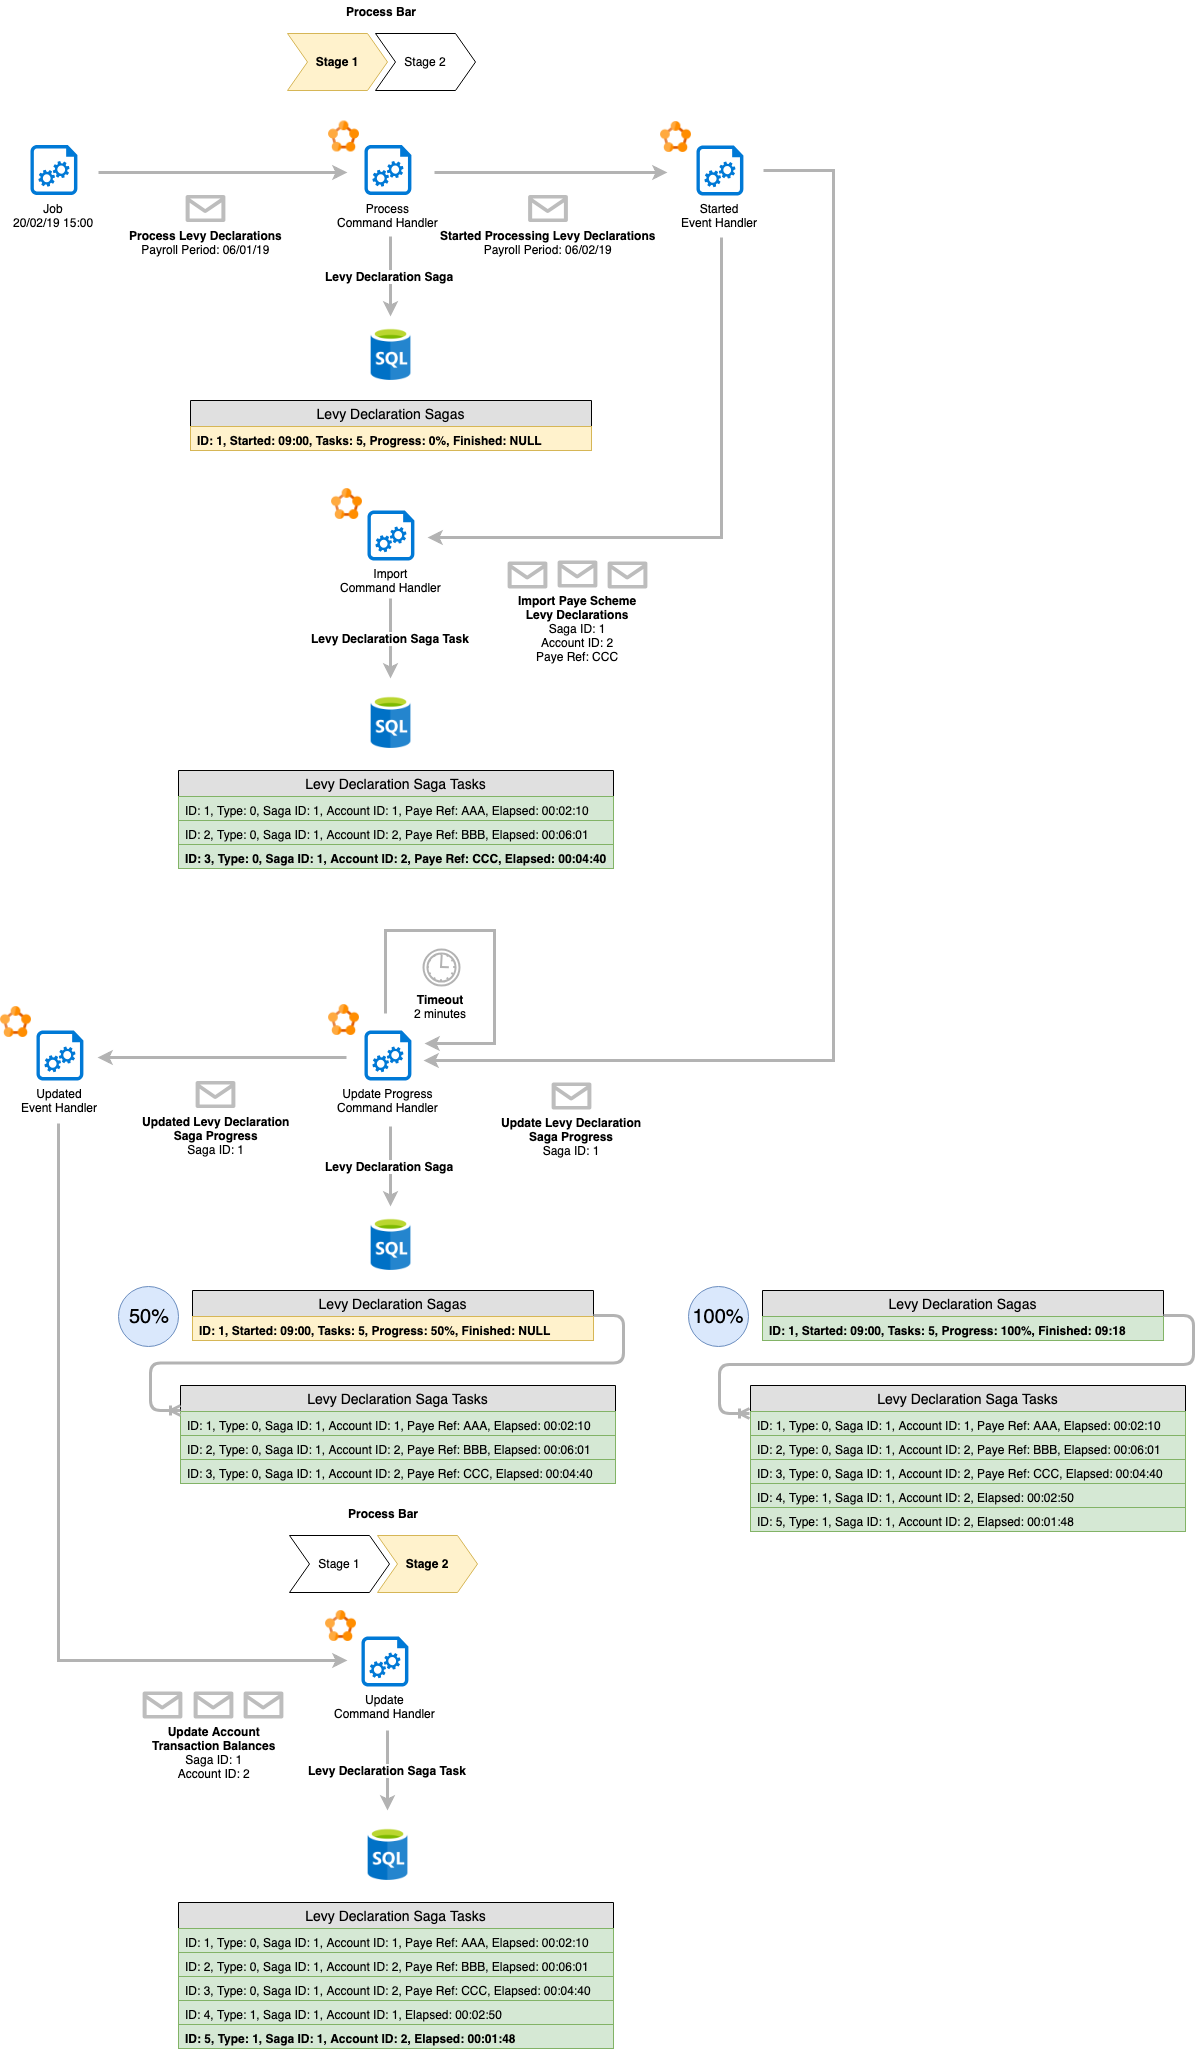 Process Bar
Stage 1
Stage 2
Job
20/02/19 15:00
Process Levy Declarations
Payroll Period: 06/01/19
Process
Command Handler
Started Processing Levy Declarations
Payroll Period: 06/02/19
Started
Event Handler
Levy Declaration Saga
SQL
Levy Declaration Sagas
ID: 1, Started: 09:00, Tasks: 5, Progress: 0%, Finished: NULL
Import
Command Handler
Import Paye Scheme
Levy Declarations
Saga ID: 1
Account ID: 2
Paye Ref: CCC
Levy Declaration Saga Task
SQL
Levy Declaration Saga Tasks
ID: 1, Type: 0, Saga ID: 1, Account ID: 1, Paye Ref: AAA, Elapsed: 00:02:10
ID: 2, Type: 0, Saga ID: 1, Account ID: 2, Paye Ref: BBB, Elapsed: 00:06:01
ID: 3, Type: 0, Saga ID: 1, Account ID: 2, Paye Ref: CCC, Elapsed: 00:04:40
Timeout
2 minutes
Updated
Event Handler
Updated Levy Declaration
Saga Progress
Saga ID: 1
Update Progress
Command Handler
Update Levy Declaration
Saga Progress
Saga ID: 1
Levy Declaration Saga
SQL
50%
Levy Declaration Sagas
ID: 1, Started: 09:00, Tasks: 5, Progress: 50%, Finished: NULL
Levy Declaration Saga Tasks
ID: 1, Type: 0, Saga ID: 1, Account ID: 1, Paye Ref: AAA, Elapsed: 00:02:10
ID: 2, Type: 0, Saga ID: 1, Account ID: 2, Paye Ref: BBB, Elapsed: 00:06:01
ID: 3, Type: 0, Saga ID: 1, Account ID: 2, Paye Ref: CCC, Elapsed: 00:04:40
100%
Levy Declaration Sagas
ID: 1, Started: 09:00, Tasks: 5, Progress: 100%, Finished: 09:18
Levy Declaration Saga Tasks
ID: 1, Type: 0, Saga ID: 1, Account ID: 1, Paye Ref: AAA, Elapsed: 00:02:10
ID: 2, Type: 0, Saga ID: 1, Account ID: 2, Paye Ref: BBB, Elapsed: 00:06:01
ID: 3, Type: 0, Saga ID: 1, Account ID: 2, Paye Ref: CCC, Elapsed: 00:04:40
ID: 4, Type: 1, Saga ID: 1, Account ID: 2, Elapsed: 00:02:50
ID: 5, Type: 1, Saga ID: 1, Account ID: 2, Elapsed: 00:01:48
Process Bar
Stage 1
Stage 2
Update
Command Handler
Update Account
Transaction Balances
Saga ID: 1
Account ID: 2
Levy Declaration Saga Task
SQL
Levy Declaration Saga Tasks
ID: 1, Type: 0, Saga ID: 1, Account ID: 1, Paye Ref: AAA, Elapsed: 00:02:10
ID: 2, Type: 0, Saga ID: 1, Account ID: 2, Paye Ref: BBB, Elapsed: 00:06:01
ID: 3, Type: 0, Saga ID: 1, Account ID: 2, Paye Ref: CCC, Elapsed: 00:04:40
ID: 4, Type: 1, Saga ID: 1, Account ID: 1, Elapsed: 00:02:50
ID: 5, Type: 1, Saga ID: 1, Account ID: 2, Elapsed: 00:01:48